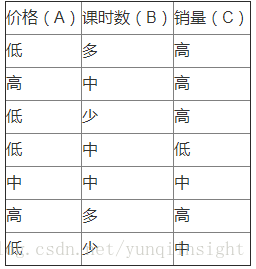 价格（A） 课时数（B） 销量（C）
低 多 高
高 中 高
低 少 高
低 中 低
中 中 中
高 多 高
低 少 中
csdn.net/yunqiinsight